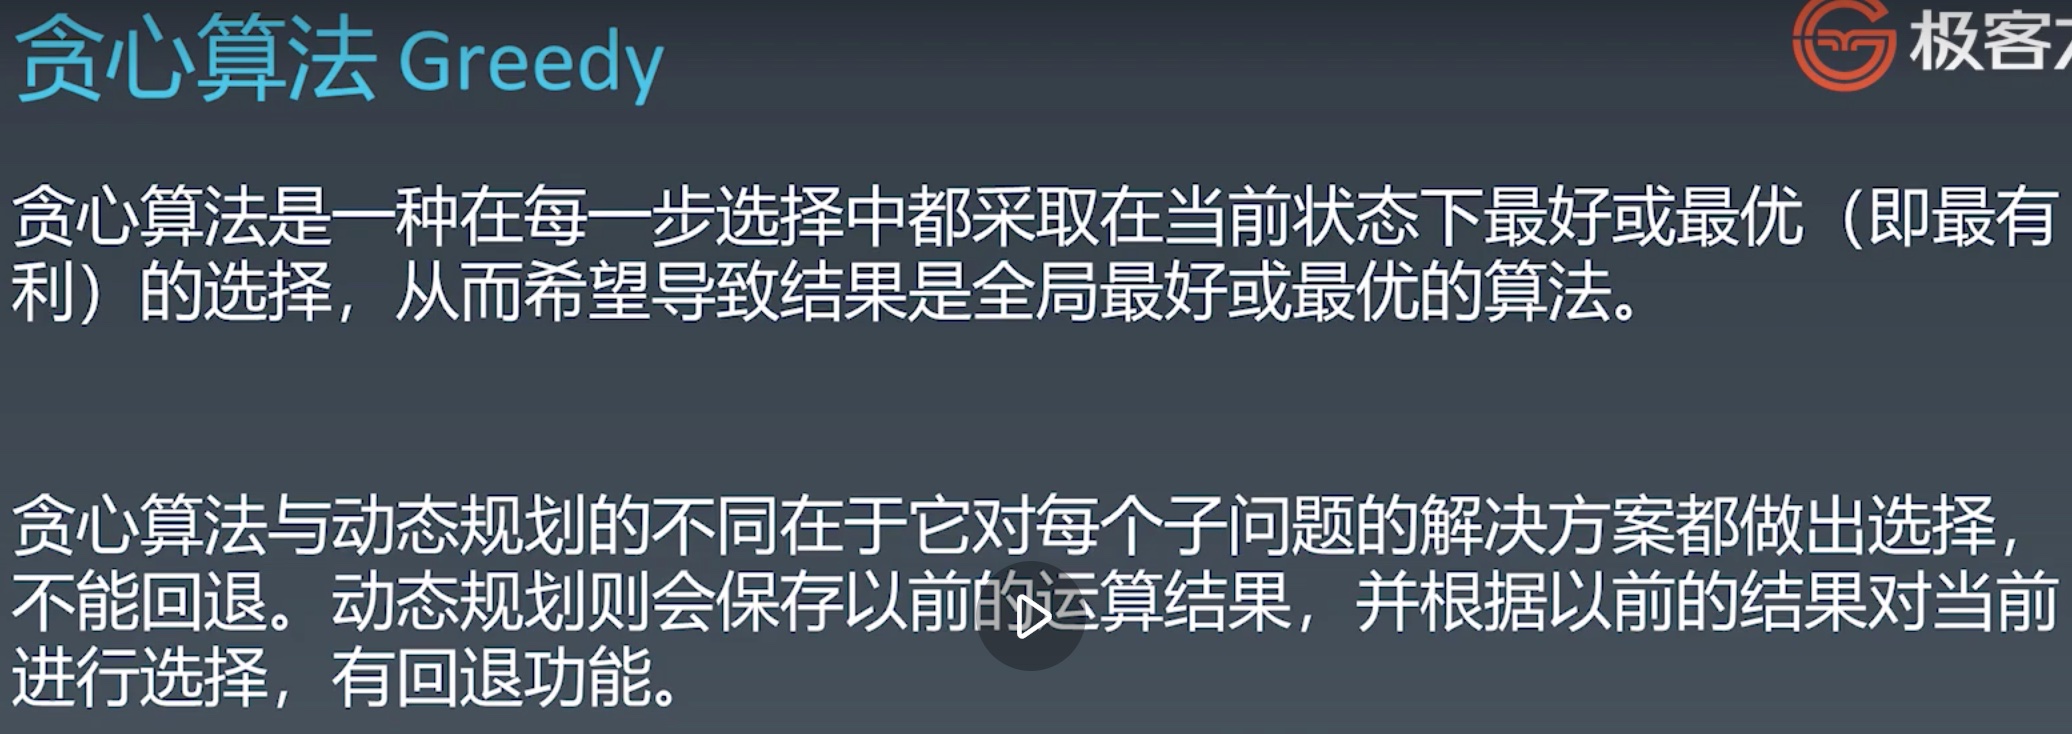 贪心算法 Greedy
极客
贪心算法是一种在每一步选择中都采取在当前状态下最好或最优（即最有
利）的选择，从而希望导致结果是全局最好或最优的算法。
贪心算法与动态规划的不同在于它对每个子问题的解决方案都做出选择，
不能回退。动态规划则会保存以前的运算结果，并根据以前的结果对当前
进行选择，有回退功能。